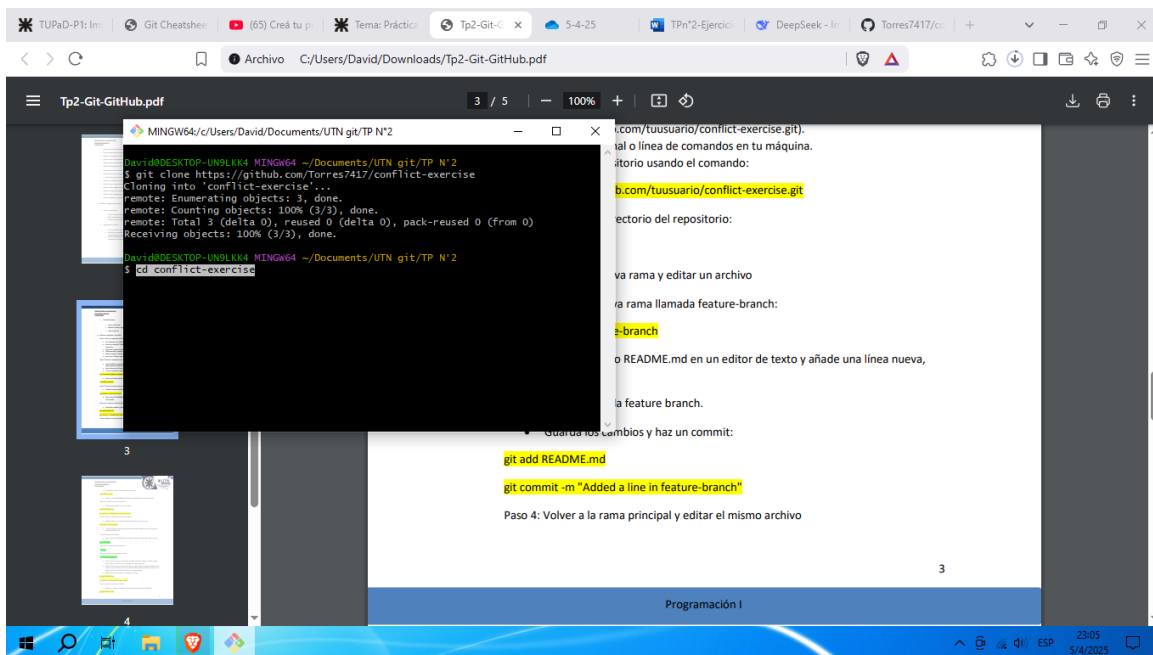 TUPaD-P1: Im
Git Cheatshee
(65) Creá tu p
Tema: Práctica
Tp2-Git-G
5-4-25
TPn°2-Ejercici
DeepSeek - In
Torres7417/co
Archivo C:/Users/David/Downloads/Tp2-Git-GitHub.pdf
Tp2-Git-GitHub.pdf
3 / 5
100%
MINGW64:/c/Users/David/Documents/UTN git/TP N°2
David@DESKTOP-UN9LKK4 MINGW64 ~/Documents/UTN git/TP N°2
$ git clone https://github.com/Torres7417/conflict-exercise
Cloning into 'conflict-exercise'...
remote: Enumerating objects: 3, done.
remote: Counting objects: 100% (3/3), done.
remote: Total 3 (delta 0), reused 0 (delta 0), pack-reused 0 (from 0)
Receiving objects: 100% (3/3), done.
David@DESKTOP-UN9LKK4 MINGW64 ~/Documents/UTN git/TP N°2
$ cd conflict-exercise
.com/tuusuario/conflict-exercise.git).
al o línea de comandos en tu máquina.
itorio usando el comando:
b.com/tuusuario/conflict-exercise.git
rectorio del repositorio:
va rama y editar un archivo
va rama llamada feature-branch:
e-branch
o README.md en un editor de texto y añade una línea nueva,
la feature branch.
Guarda los cambios y haz un commit:
git add README.md
git commit -m "Added a line in feature-branch"
Paso 4: Volver a la rama principal y editar el mismo archivo
3
Programación I
3
4
ESP
23:05
5/4/2025